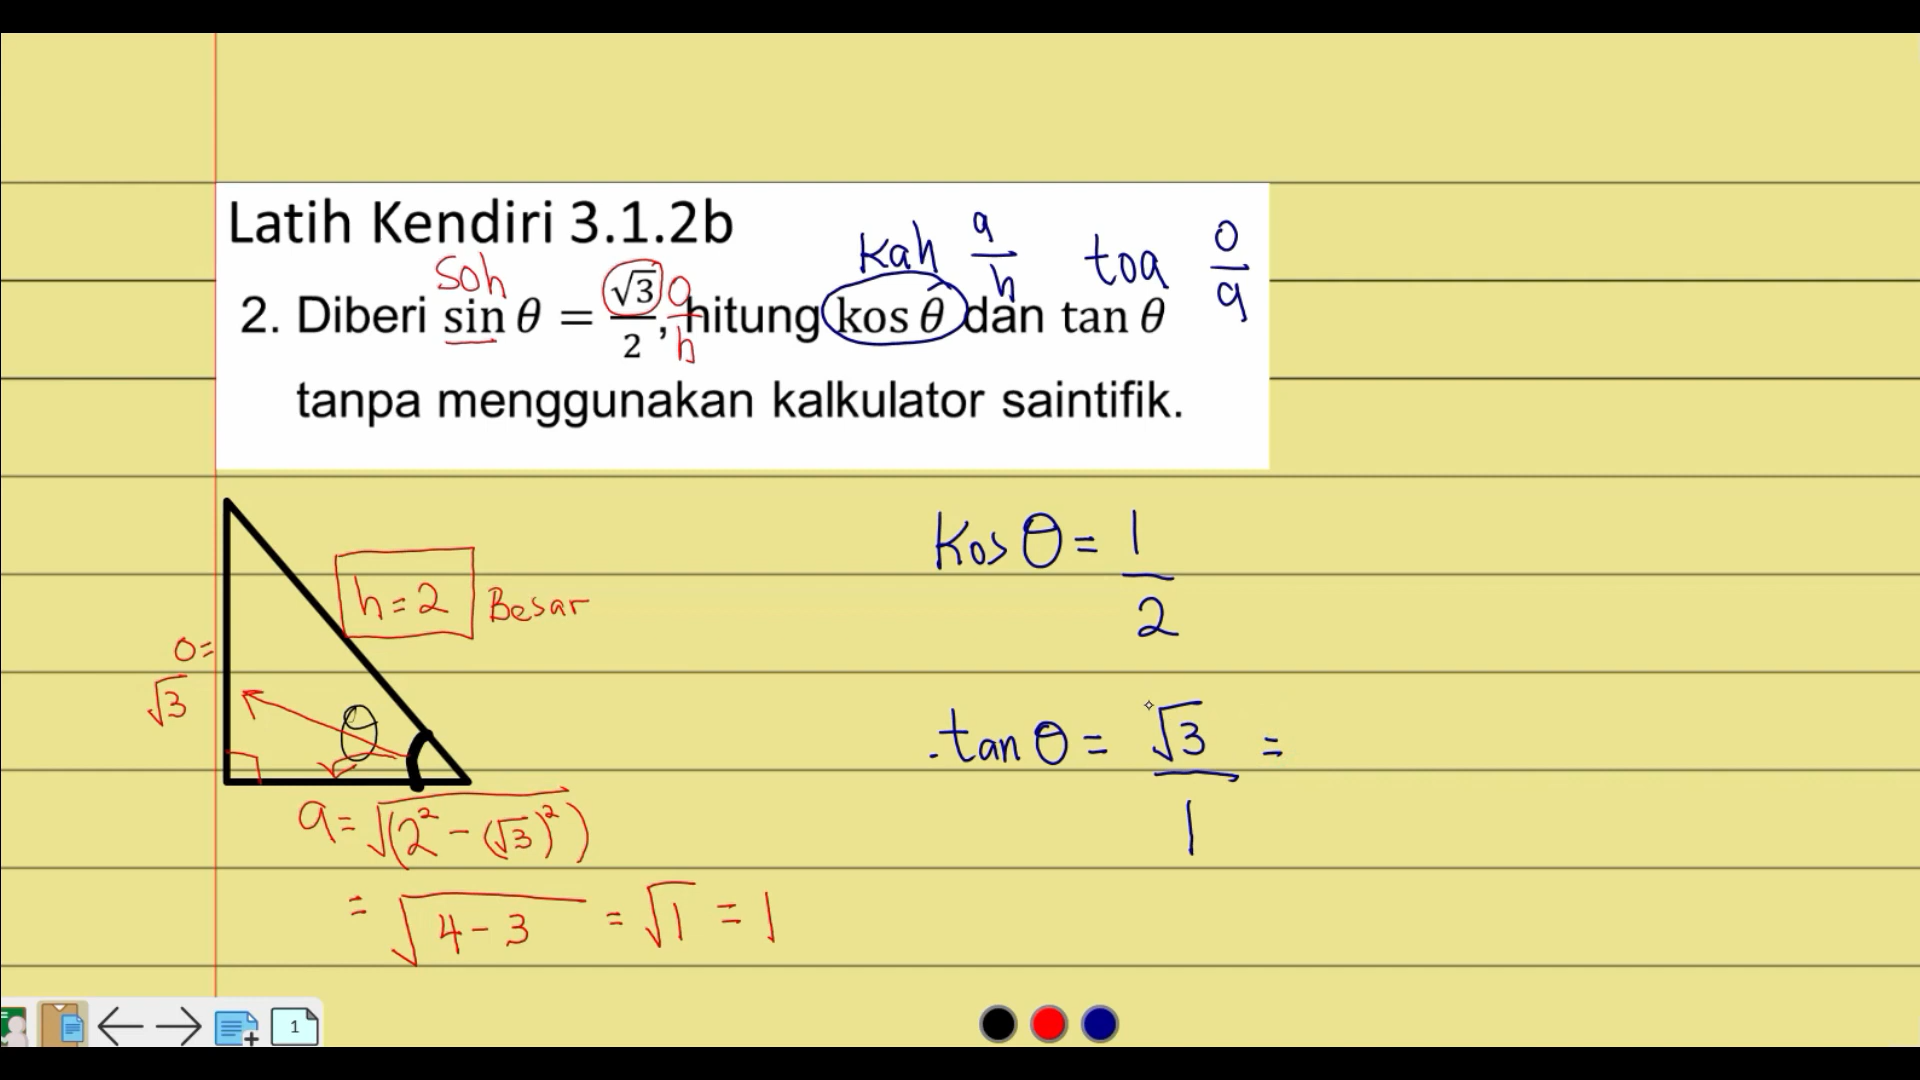 Latih Kendiri 3.1.2b
soh kah a/h toa o/a
2. Diberi sin θ = √3/2, o/h hitung kos θ dan tan θ
tanpa menggunakan kalkulator saintifik.
kos θ = 1/2
h = 2 Besar
o =
√3
θ
tan θ = √3/1 =
a = √(2² - (√3)²)
= √4 - 3 = √1 = 1
1